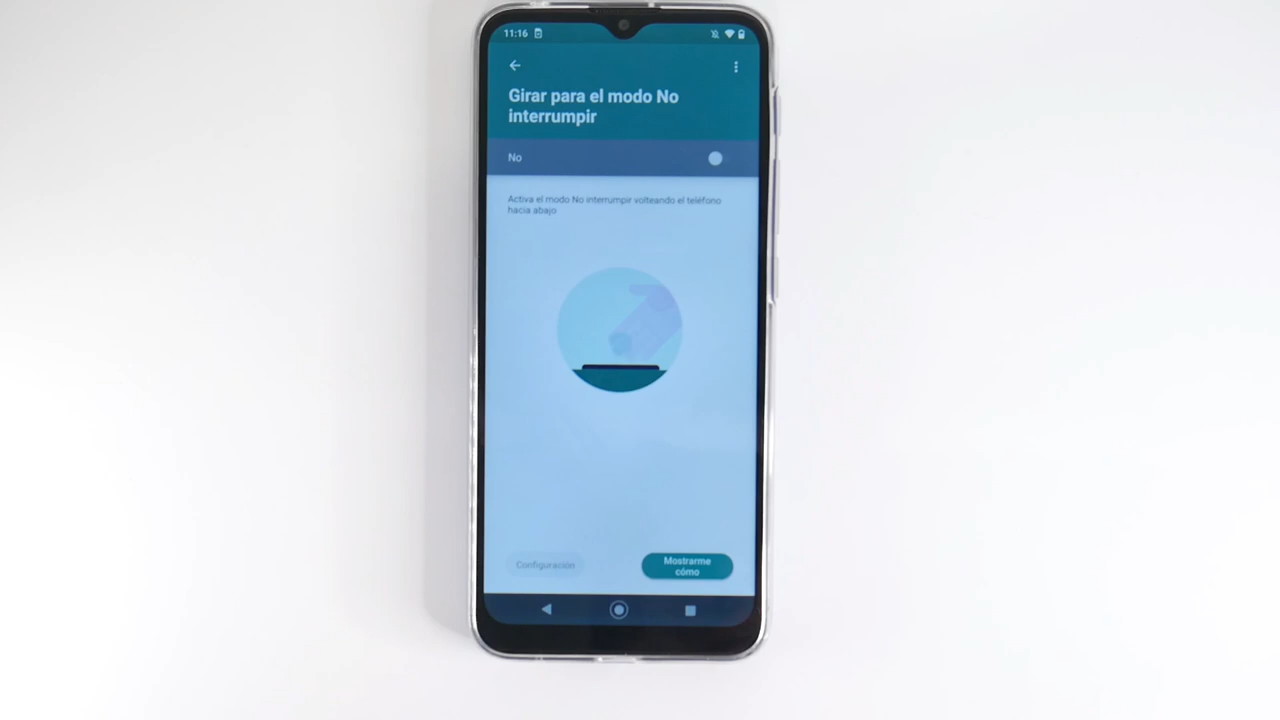 11:16
Girar para el modo No
interrumpir
No
Activa el modo No interrumpir volteando el teléfono
hacia abajo
Configuración
Mostrarme
cómo